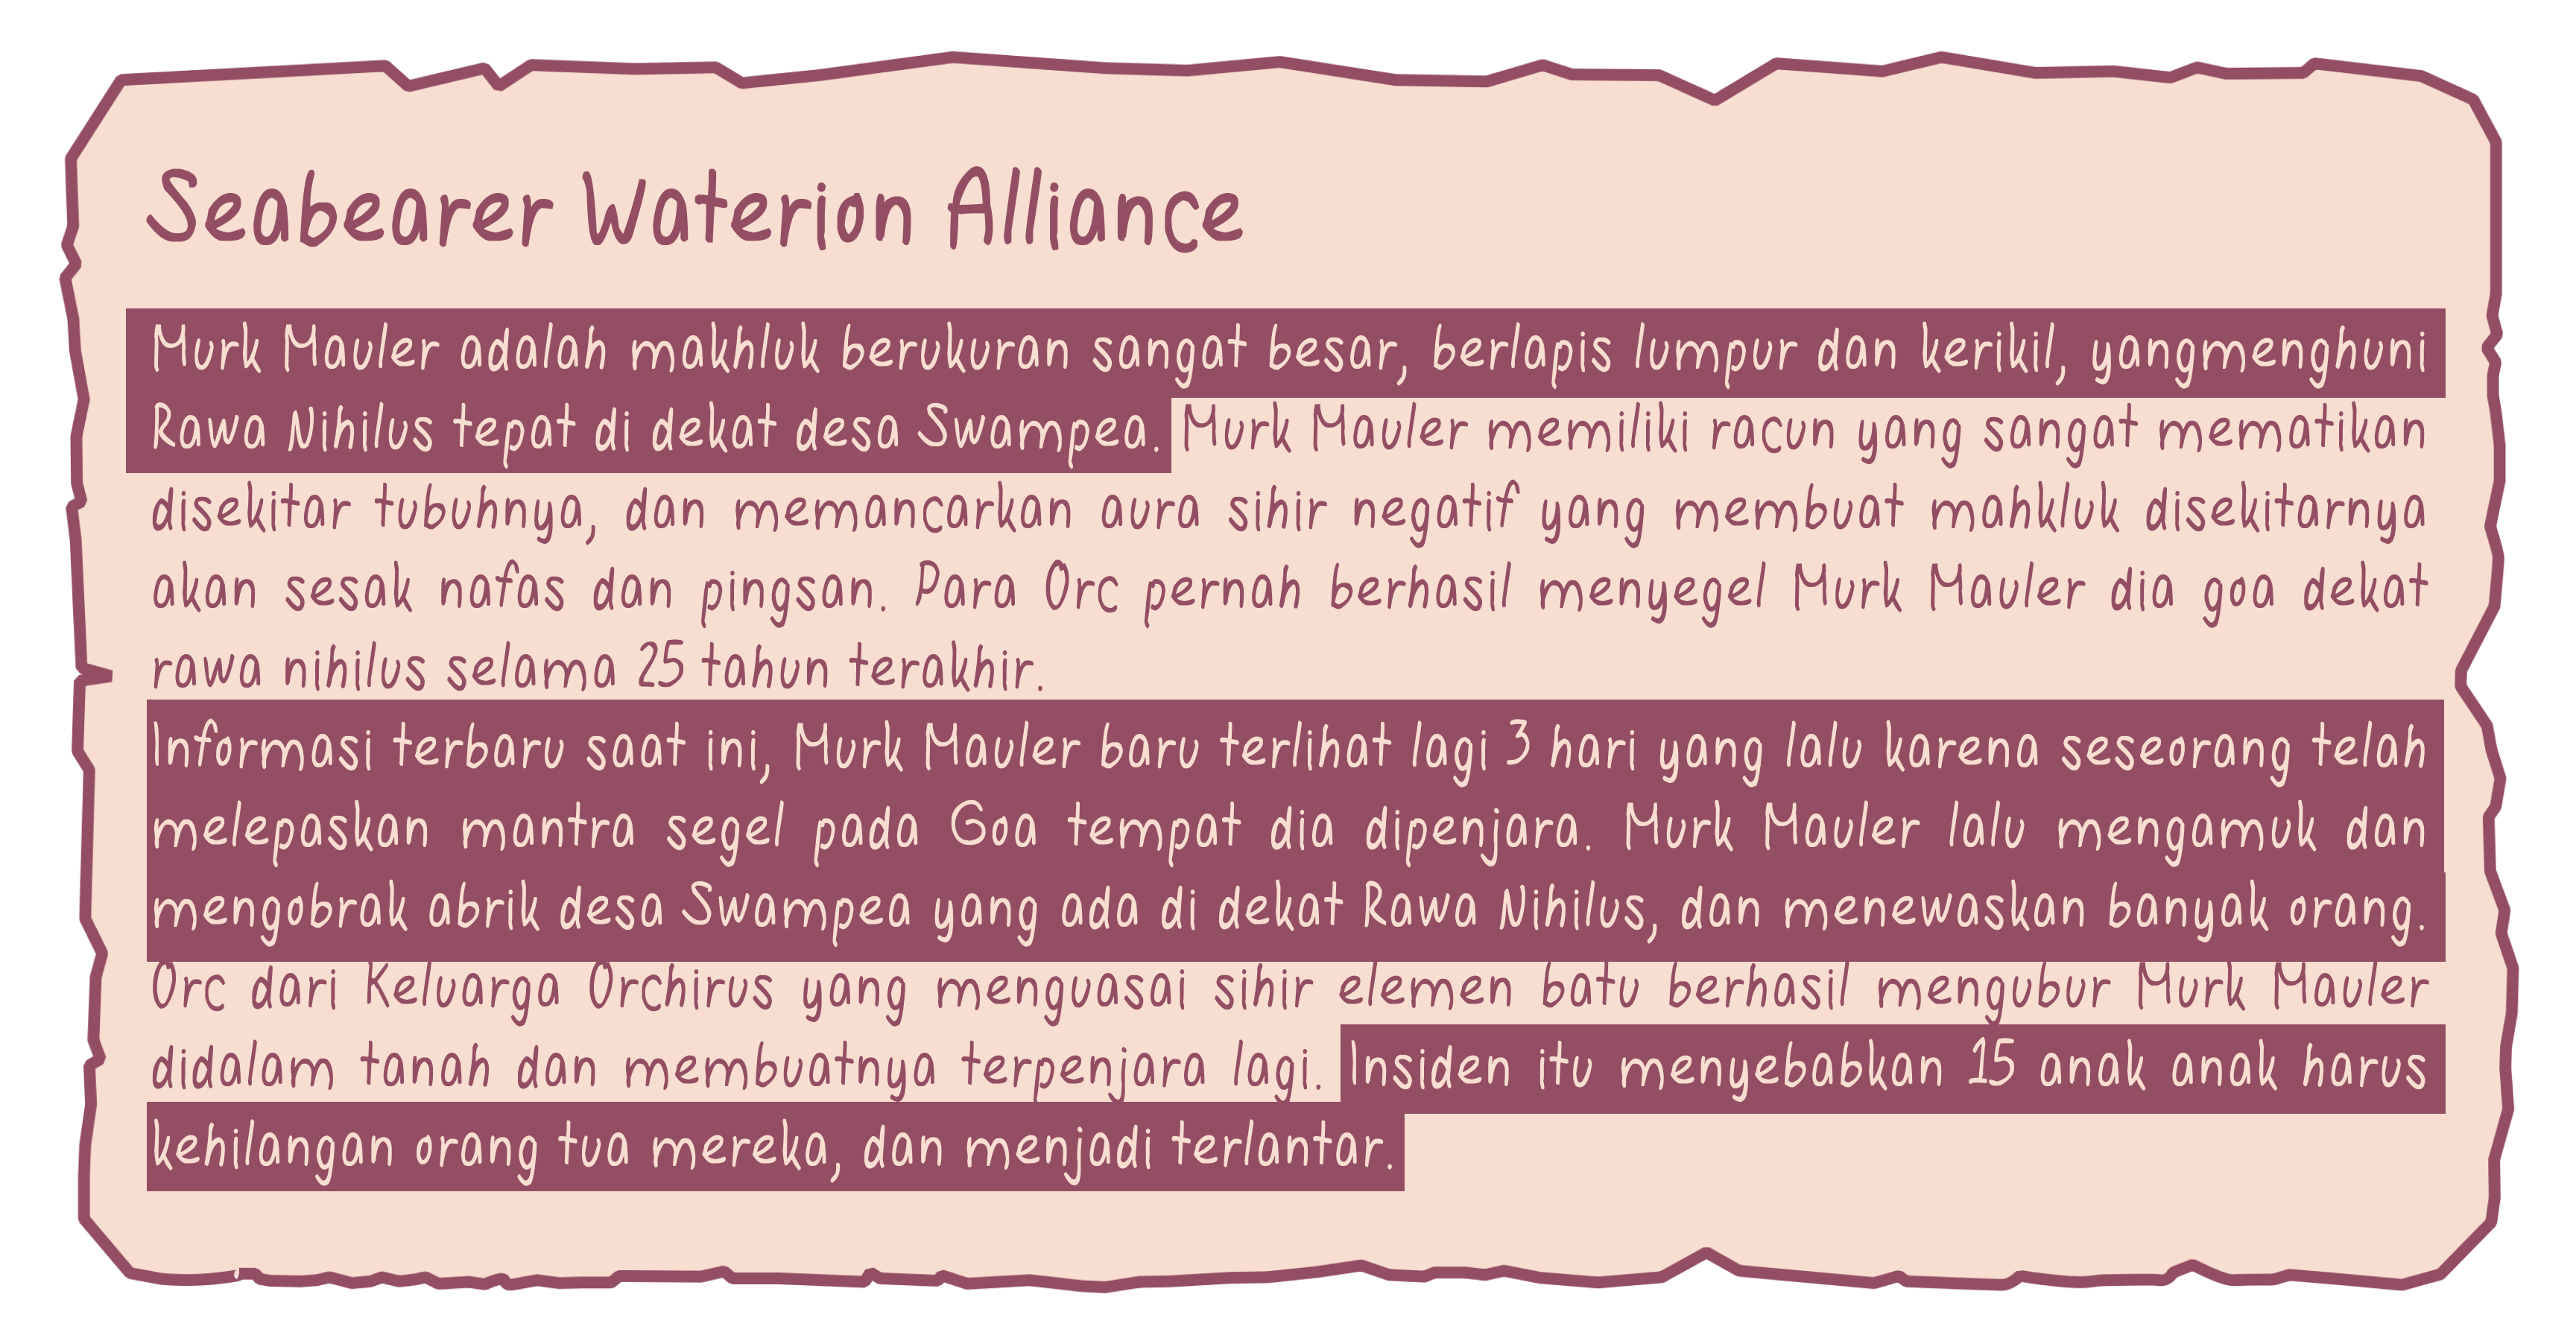 Seabearer Waterion Alliance
Murk Mauler adalah makhluk berukuran sangat besar, berlapis lumpur dan kerikil, yangmenghuni
Rawa Nihilus tepat di dekat desa Swampea. Murk Mauler memiliki racun yang sangat mematikan
disekitar tubuhnya, dan memancarkan aura sihir negatif yang membuat mahkluk disekitarnya
akan sesak nafas dan pingsan. Para Orc pernah berhasil menyegel Murk Mauler dia goa dekat
rawa nihilus selama 25 tahun terakhir.
Informasi terbaru saat ini, Murk Mauler baru terlihat lagi 3 hari yang lalu karena seseorang telah
melepaskan mantra segel pada Goa tempat dia dipenjara. Murk Mauler lalu mengamuk dan
mengobrak abrik desa Swampea yang ada di dekat Rawa Nihilus, dan menewaskan banyak orang.
Orc dari Keluarga Orchirus yang menguasai sihir elemen batu berhasil mengubur Murk Mauler
didalam tanah dan membuatnya terpenjara lagi. Insiden itu menyebabkan 15 anak anak harus
kehilangan orang tua mereka, dan menjadi terlantar.